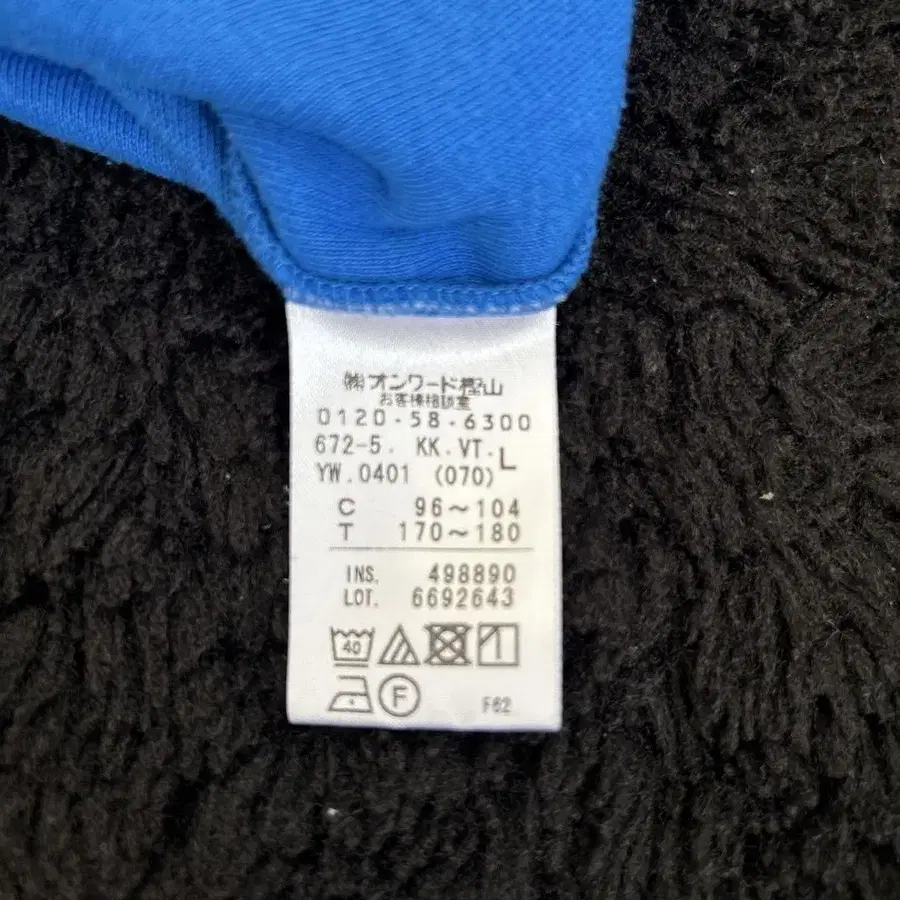 ㈱オンワード樫山
お客様相談室
0120-58-6300
672-5. KK.VT. L
YW.0401 (070)
C 96〜104
T 170〜180
INS. 498890
LOT. 6692643
40
F F62